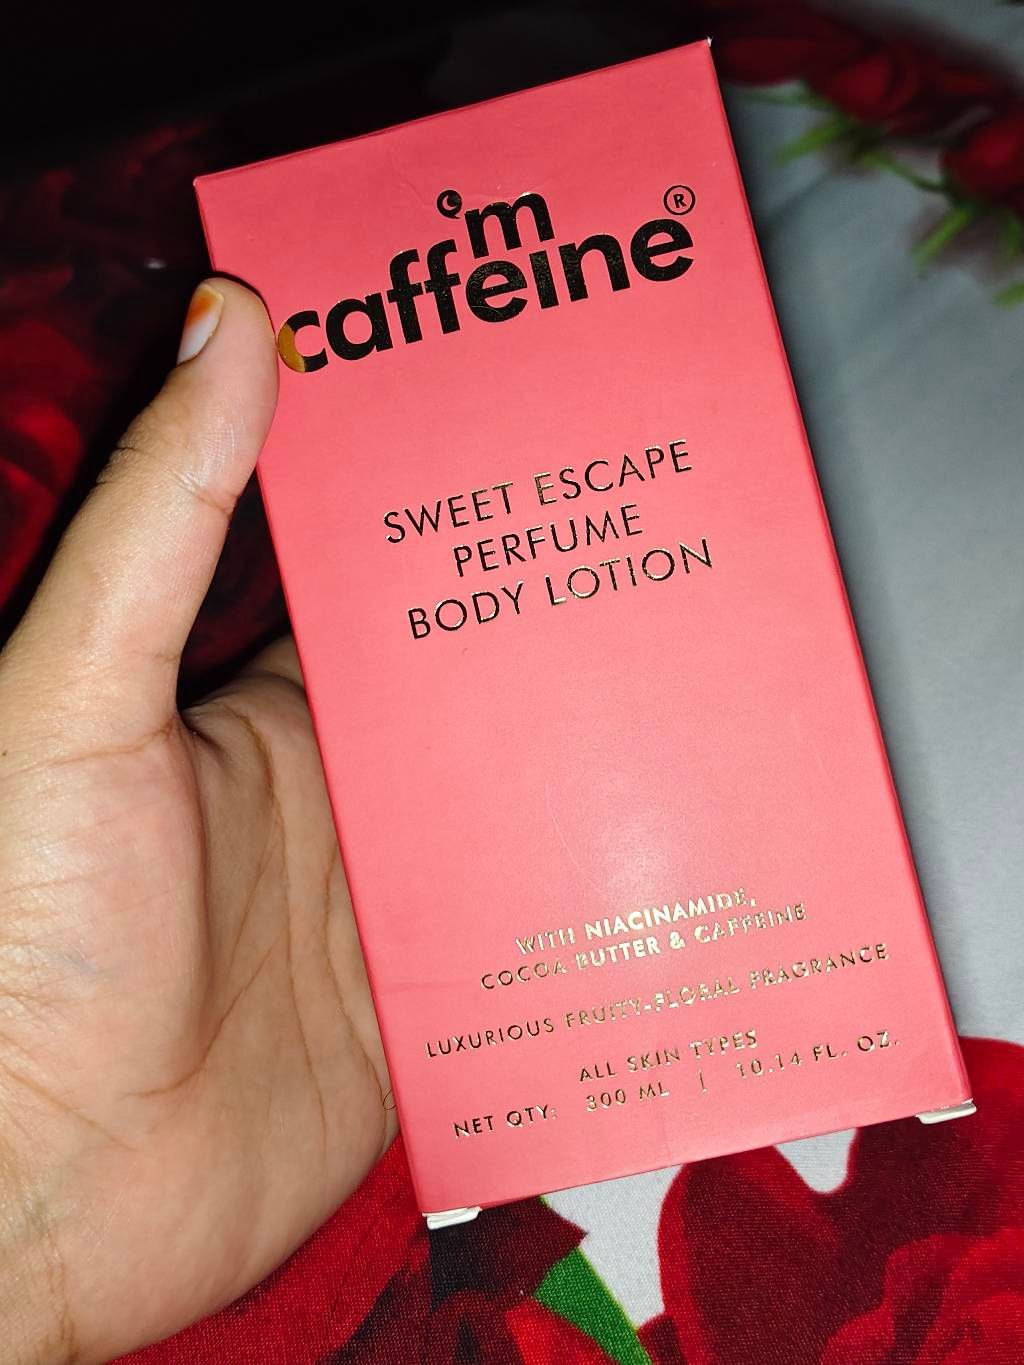 m
caffeine®
SWEET ESCAPE
PERFUME
BODY LOTION
WITH NIACINAMIDE,
COCOA BUTTER & CAFFEINE
LUXURIOUS FRUITY-FLORAL FRAGRANCE
ALL SKIN TYPES
NET QTY: 300 ML | 10.14 FL. OZ.